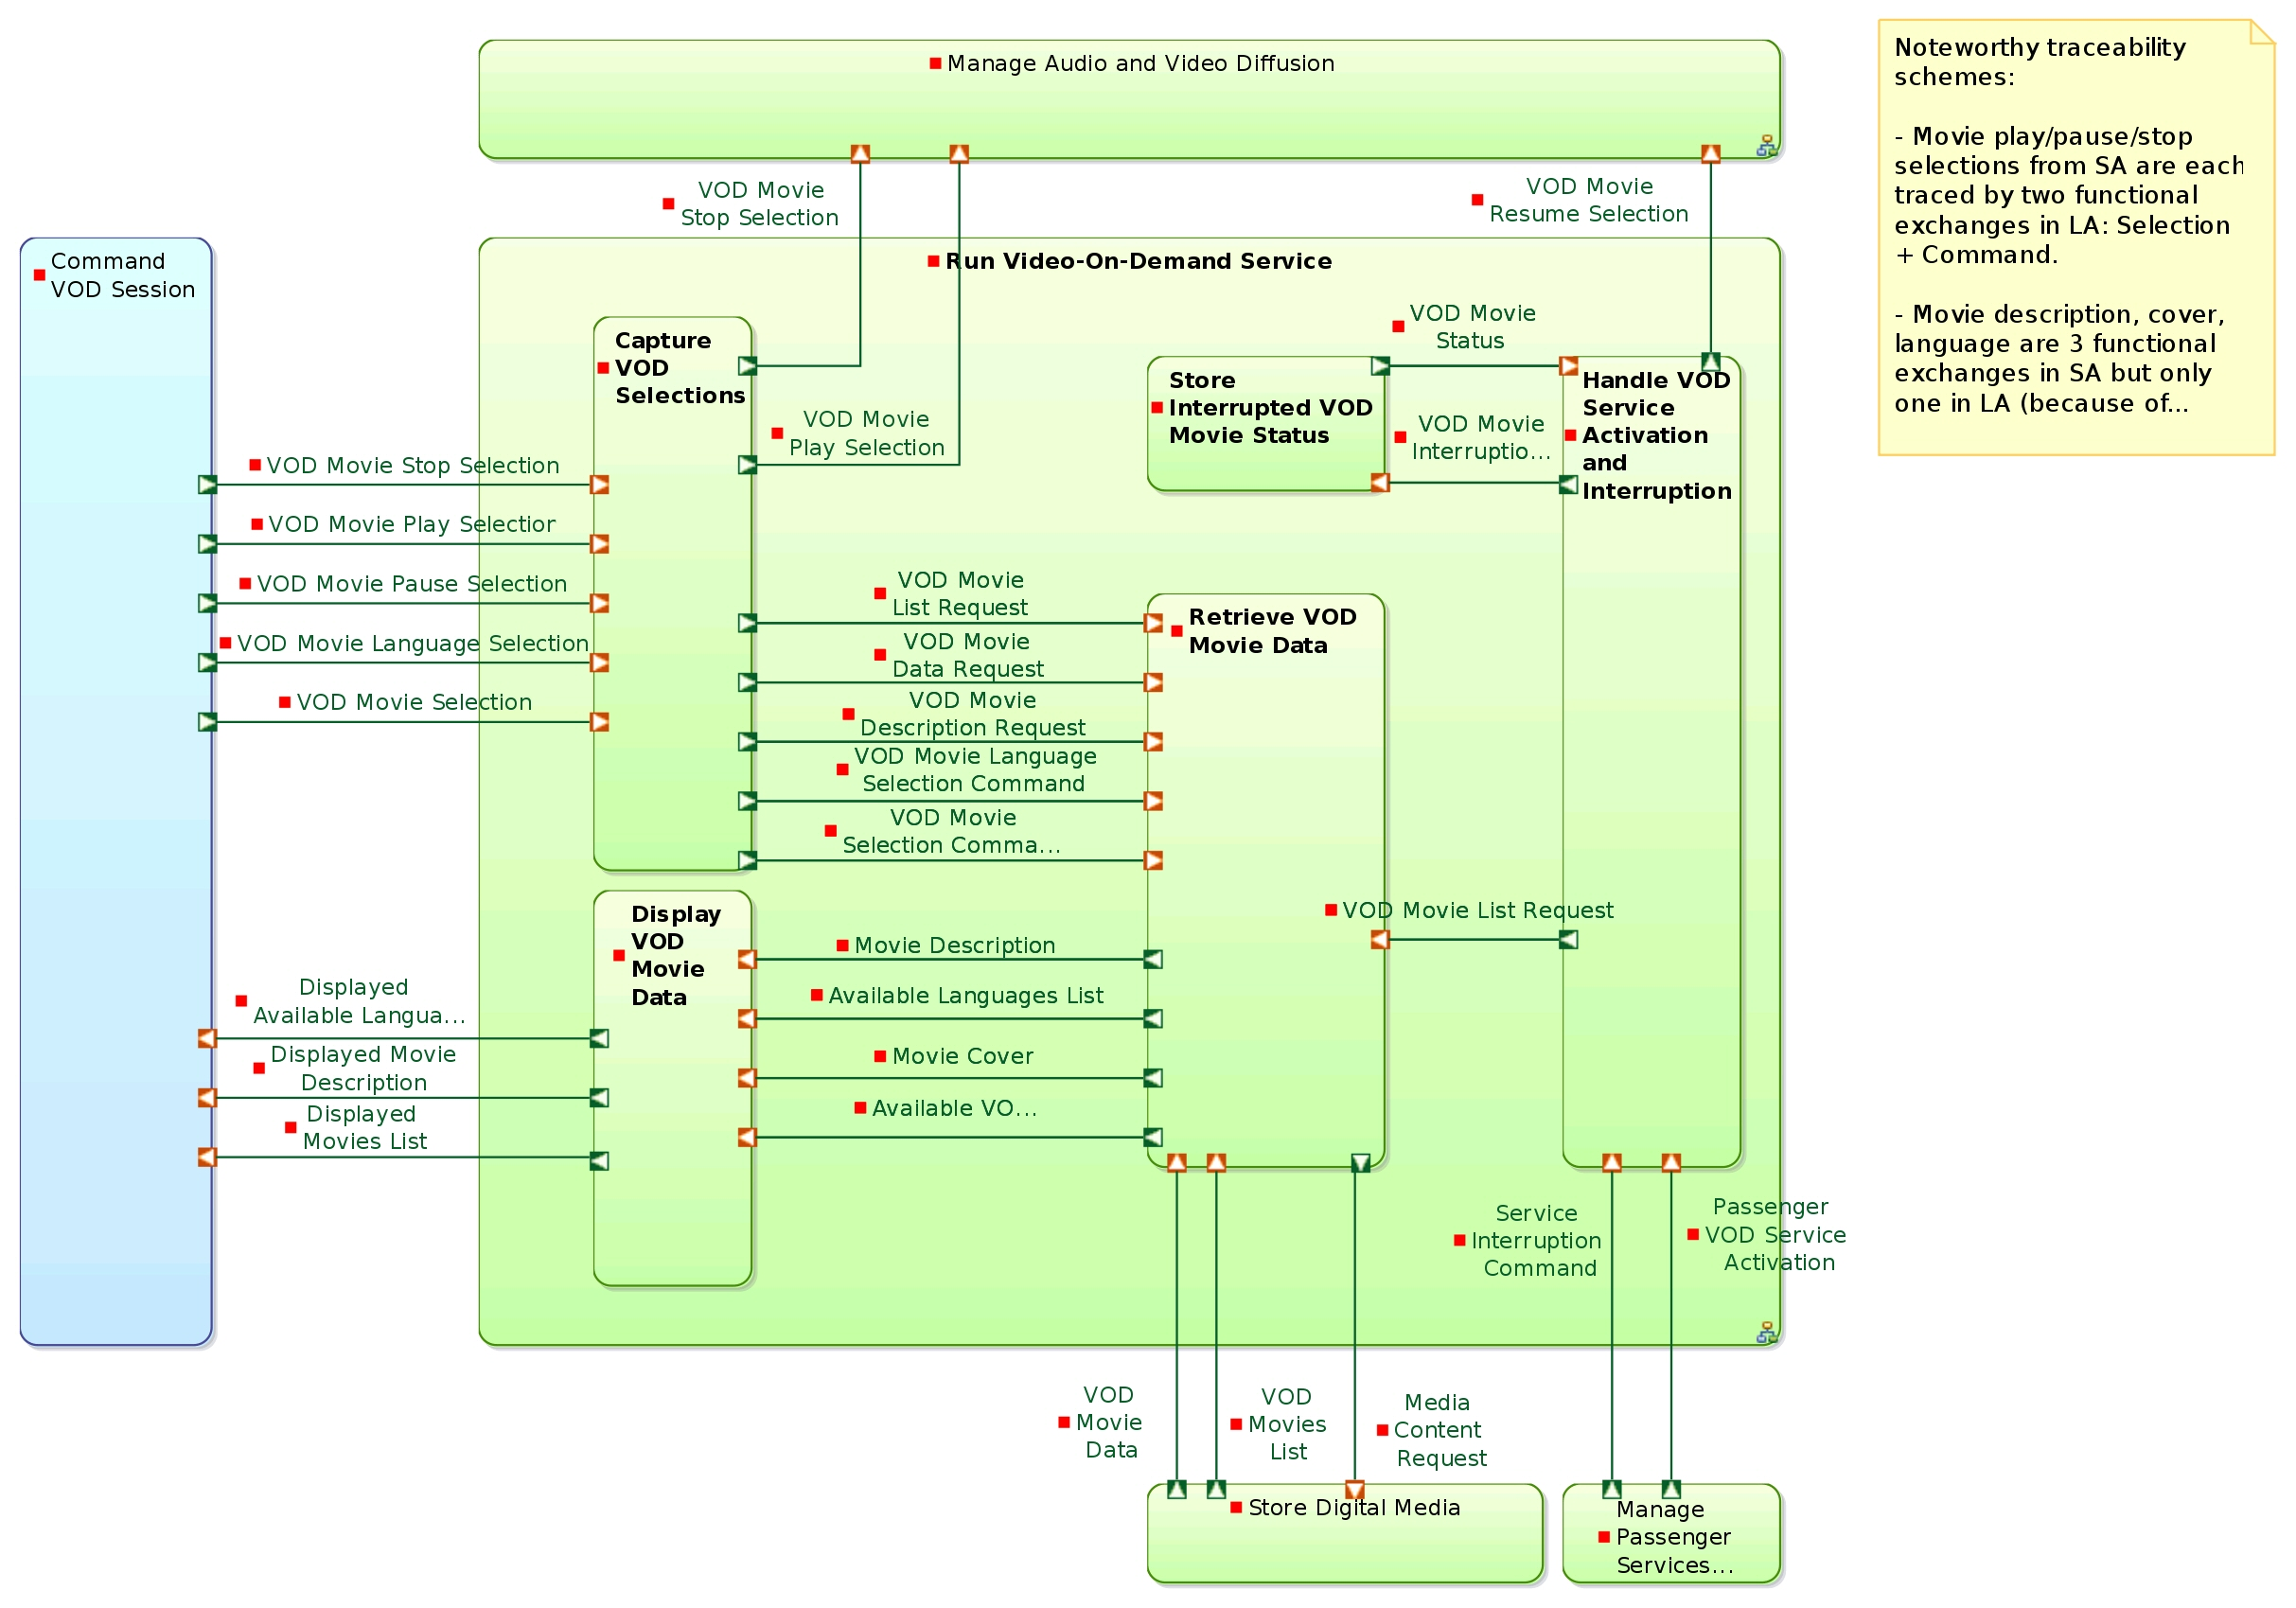 Manage Audio and Video Diffusion
VOD Movie
Stop Selection
VOD Movie
Resume Selection
Noteworthy traceability
schemes:
- Movie play/pause/stop
selections from SA are each
traced by two functional
exchanges in LA: Selection
+ Command.
- Movie description, cover,
language are 3 functional
exchanges in SA but only
one in LA (because of...
Command
VOD Session
Run Video-On-Demand Service
Capture
VOD
Selections
VOD Movie
Play Selection
Store
Interrupted VOD
Movie Status
VOD Movie
Status
VOD Movie
Interruptio...
Handle VOD
Service
Activation
and
Interruption
VOD Movie Stop Selection
VOD Movie Play Selection
VOD Movie Pause Selection
VOD Movie Language Selection
VOD Movie Selection
VOD Movie
List Request
VOD Movie
Data Request
VOD Movie
Description Request
VOD Movie Language
Selection Command
VOD Movie
Selection Comma...
Retrieve VOD
Movie Data
VOD Movie List Request
Display
VOD
Movie
Data
Movie Description
Available Languages List
Movie Cover
Available VO...
Displayed
Available Langua...
Displayed Movie
Description
Displayed
Movies List
Service
Interruption
Command
Passenger
VOD Service
Activation
VOD
Movie
Data
VOD
Movies
List
Media
Content
Request
Store Digital Media
Manage
Passenger
Services...